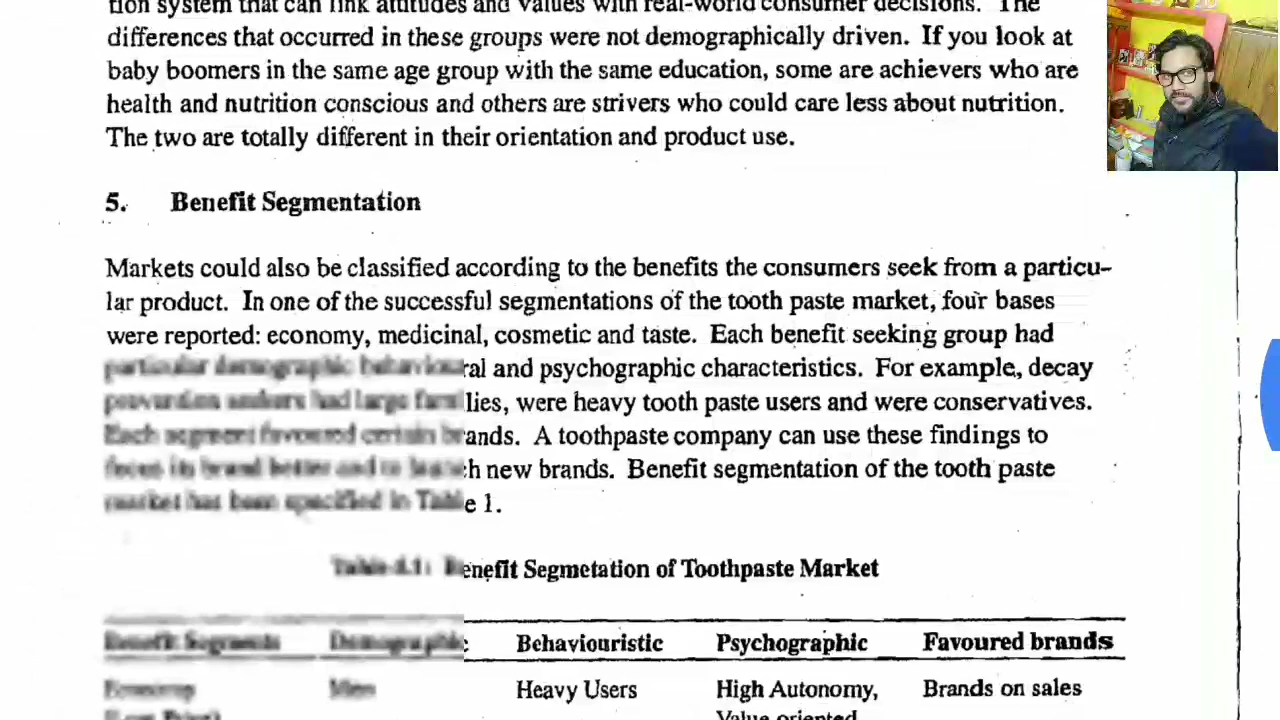 tion system that can link attitudes and values with real-world consumer decisions. The
differences that occurred in these groups were not demographically driven. If you look at
baby boomers in the same age group with the same education, some are achievers who are
health and nutrition conscious and others are strivers who could care less about nutrition.
The two are totally different in their orientation and product use.
5. Benefit Segmentation
Markets could also be classified according to the benefits the consumers seek from a particu-
lar product. In one of the successful segmentations of the tooth paste market, four bases
were reported: economy, medicinal, cosmetic and taste. Each benefit seeking group had
particular demographic behavioural and psychographic characteristics. For example, decay
prevention seekers had large families, were heavy tooth paste users and were conservatives.
Each segment favoured certain brands. A toothpaste company can use these findings to
focus its brand better and to launch new brands. Benefit segmentation of the tooth paste
market has been specified in Table 1.
Table 4.1: Benefit Segmetation of Toothpaste Market
Benefit Segments Demographic Behaviouristic Psychographic Favoured brands
Economy Men Heavy Users High Autonomy, Brands on sales
(Low Price) Value oriented